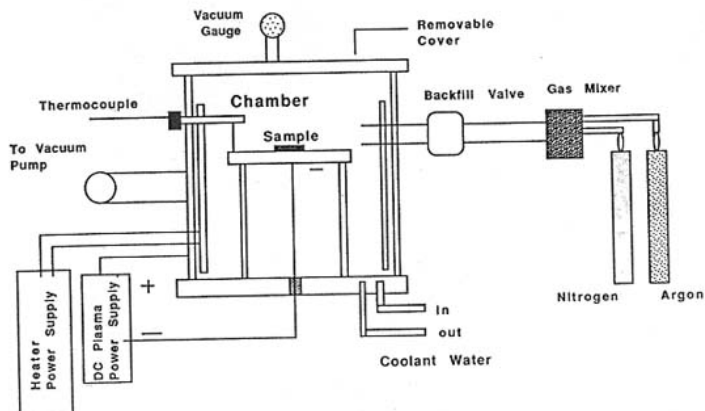 Vacuum
Gauge
Removable
Cover
Thermocouple
Chamber
Backfill Valve
Gas Mixer
Sample
To Vacuum
Pump
−
+
−
Heater
Power Supply
DC Plasma
Power Supply
In
out
Coolant Water
Nitrogen
Argon